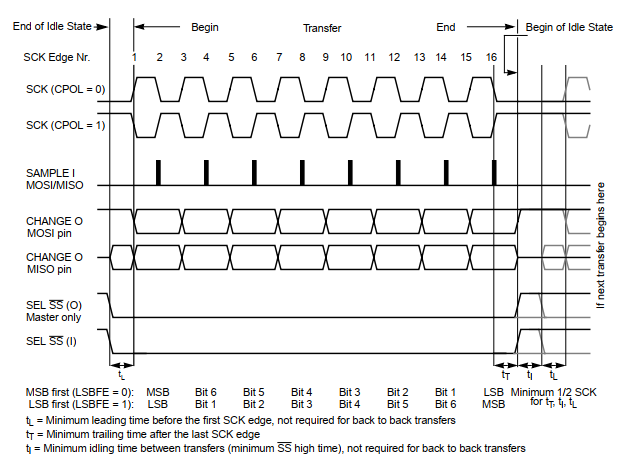 End of Idle State Begin Transfer End Begin of Idle State
SCK Edge Nr. 1 2 3 4 5 6 7 8 9 10 11 12 13 14 15 16
SCK (CPOL = 0)
SCK (CPOL = 1)
SAMPLE I
MOSI/MISO
CHANGE O
MOSI pin
CHANGE O
MISO pin
SEL SS (O)
Master only
SEL SS (I)
If next transfer begins here
tL tT tI tL
MSB first (LSBFE = 0): MSB Bit 6 Bit 5 Bit 4 Bit 3 Bit 2 Bit 1 LSB Minimum 1/2 SCK
LSB first (LSBFE = 1): LSB Bit 1 Bit 2 Bit 3 Bit 4 Bit 5 Bit 6 MSB for tT, tI, tL
tL = Minimum leading time before the first SCK edge, not required for back to back transfers
tT = Minimum trailing time after the last SCK edge
tI = Minimum idling time between transfers (minimum SS high time), not required for back to back transfers